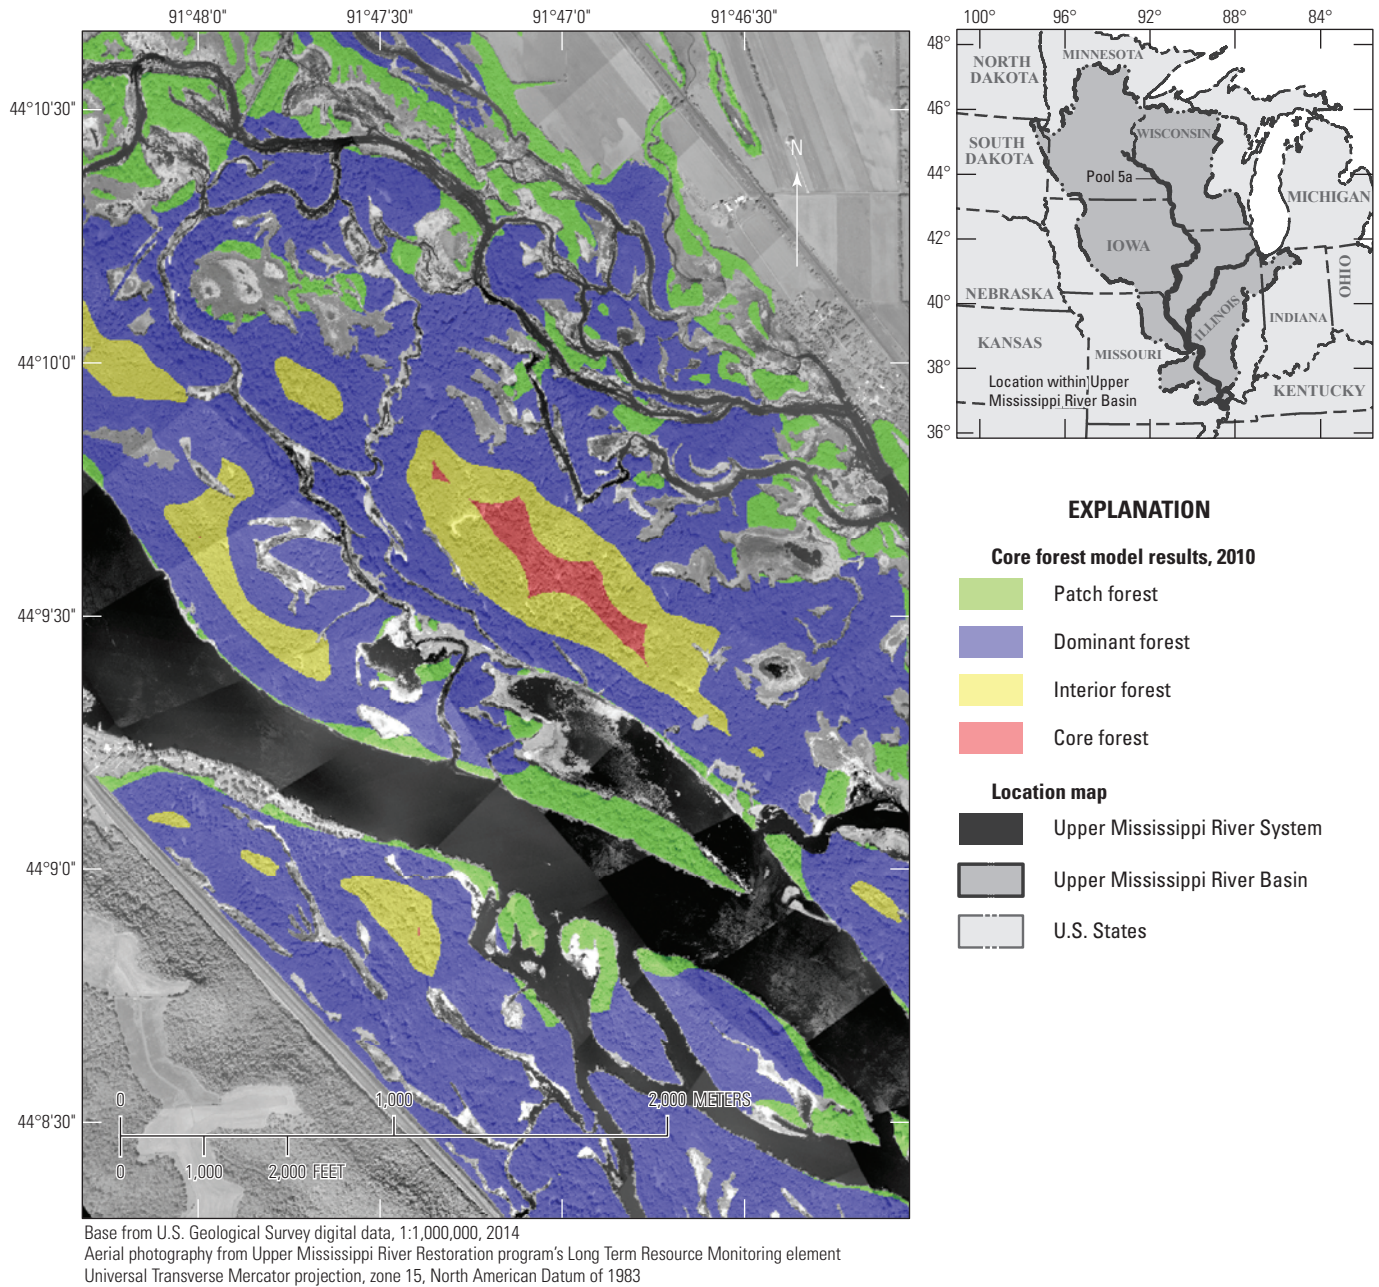 91°48'0"
91°47'30"
91°47'0"
91°46'30"
44°10'30"
44°10'0"
44°9'30"
44°9'0"
44°8'30"
N
0
1,000
2,000 METERS
0
1,000
2,000 FEET
Base from U.S. Geological Survey digital data, 1:1,000,000, 2014
Aerial photography from Upper Mississippi River Restoration program's Long Term Resource Monitoring element
Universal Transverse Mercator projection, zone 15, North American Datum of 1983
100°
96°
92°
88°
84°
48°
46°
44°
42°
40°
38°
36°
NORTH
DAKOTA
MINNESOTA
SOUTH
DAKOTA
WISCONSIN
Pool 5a
MICHIGAN
IOWA
NEBRASKA
ILLINOIS
INDIANA
OHIO
KANSAS
MISSOURI
KENTUCKY
Location within Upper
Mississippi River Basin
EXPLANATION
Core forest model results, 2010
Patch forest
Dominant forest
Interior forest
Core forest
Location map
Upper Mississippi River System
Upper Mississippi River Basin
U.S. States